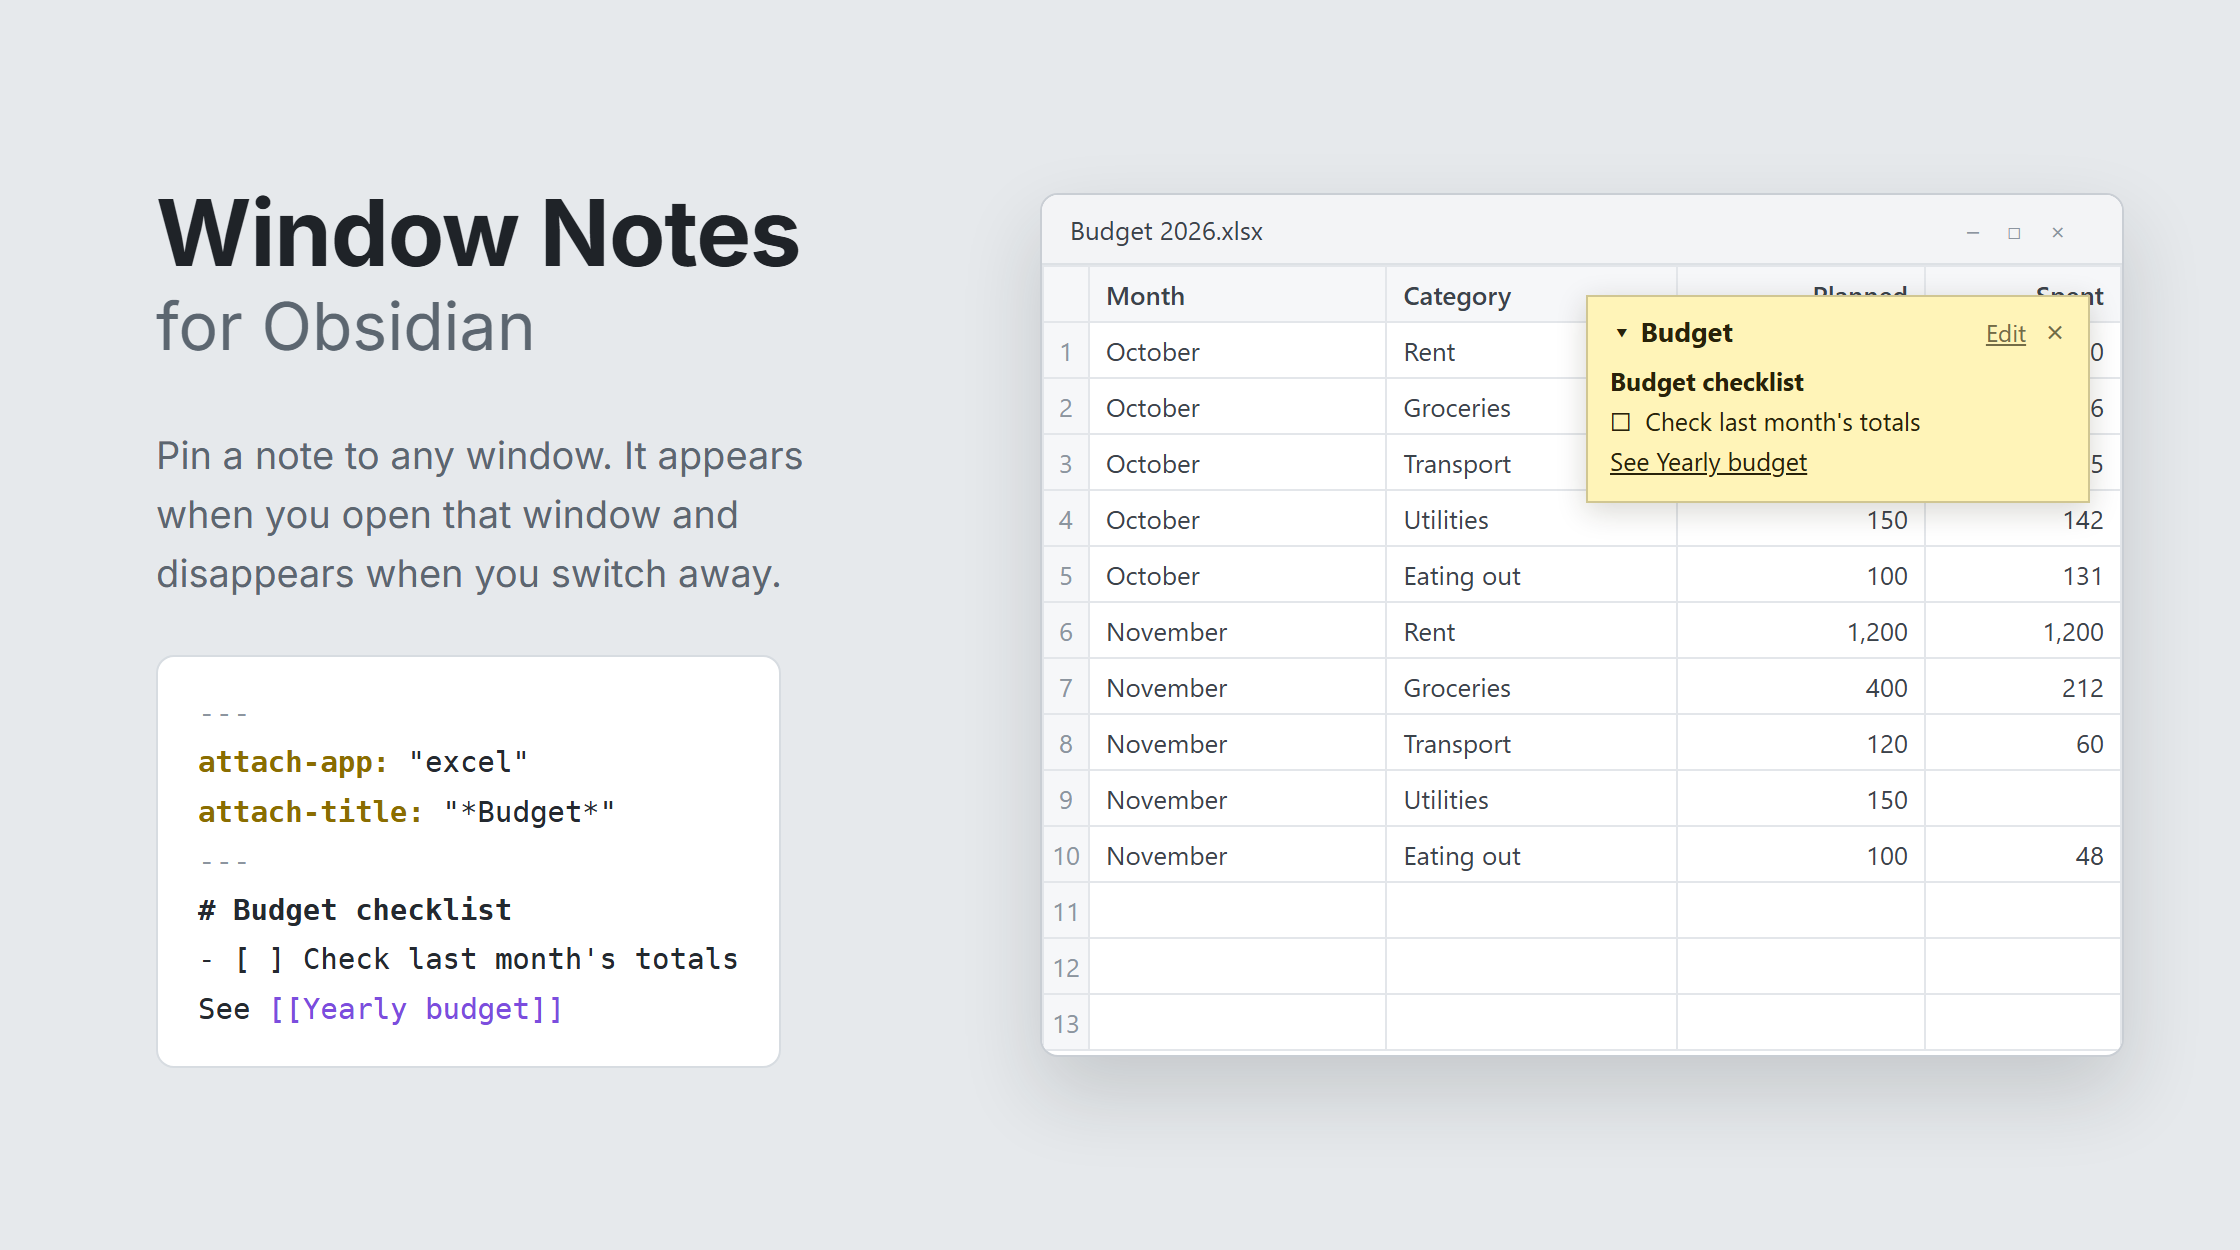 Window Notes
for Obsidian
Pin a note to any window. It appears
when you open that window and
disappears when you switch away.
---
attach-app: "excel"
attach-title: "*Budget*"
---
# Budget checklist
- [ ] Check last month's totals
See [[Yearly budget]]
Budget 2026.xlsx
Month Category Planned Spent
▼ Budget Edit ×
Budget checklist
☐ Check last month's totals
See Yearly budget
1 October Rent 0
2 October Groceries 6
3 October Transport 5
4 October Utilities 150 142
5 October Eating out 100 131
6 November Rent 1,200 1,200
7 November Groceries 400 212
8 November Transport 120 60
9 November Utilities 150
10 November Eating out 100 48
11
12
13